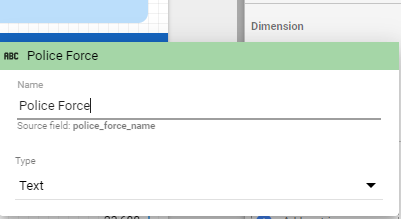 Dimension
ABC Police Force
Name
Police Force
Source field: police_force_name
Type
Text